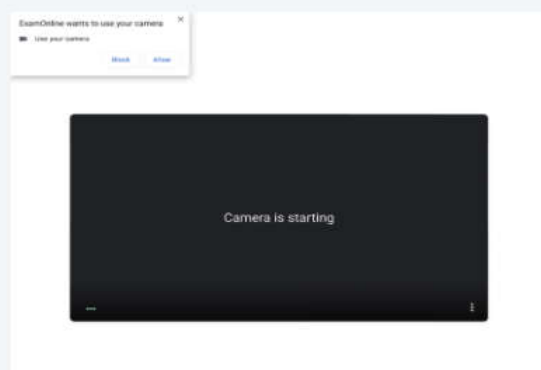 ExamOnline wants to use your camera
Use your camera
Block Allow
Camera is starting